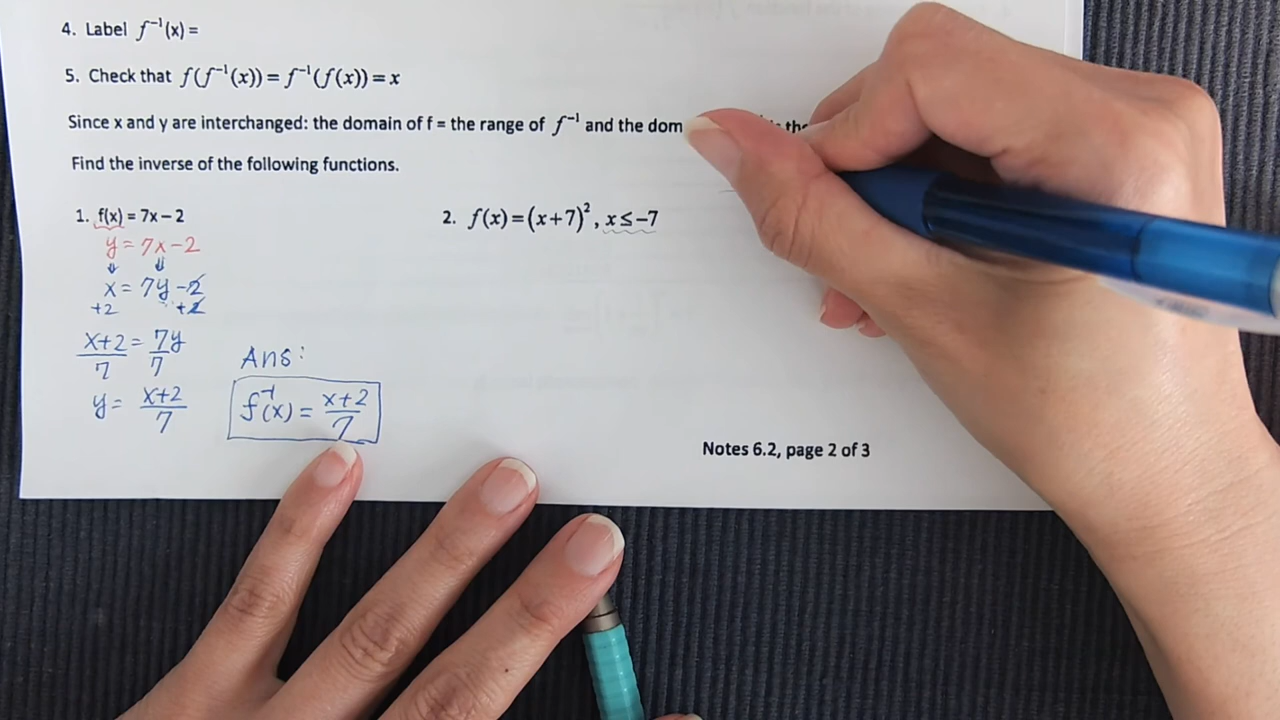 4. Label f⁻¹(x) =
5. Check that f(f⁻¹(x)) = f⁻¹(f(x)) = x
Since x and y are interchanged: the domain of f = the range of f⁻¹ and the
Find the inverse of the following functions.
1. f(x) = 7x – 2
y = 7x – 2
x = 7y – 2
+2 +2
x+2 = 7y
7 7
y = x+2
7
Ans:
f⁻¹(x) = x+2
7
2. f(x) = (x+7)², x ≤ –7
Notes 6.2, page 2 of 3